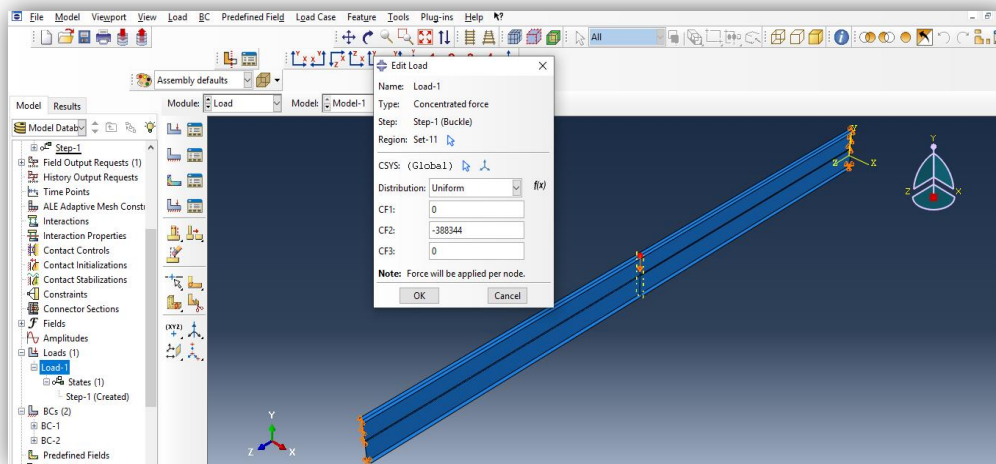 File Model Viewport View Load BC Predefined Field Load Case Feature Tools Plug-ins Help
All
Assembly defaults
Model Results
Module: Load Model: Model-1
Model Datab
Step-1
Field Output Requests (1)
History Output Requests
Time Points
ALE Adaptive Mesh Constr
Interactions
Interaction Properties
Contact Controls
Contact Initializations
Contact Stabilizations
Constraints
Connector Sections
Fields
Amplitudes
Loads (1)
Load-1
States (1)
Step-1 (Created)
BCs (2)
BC-1
BC-2
Predefined Fields
(XYZ)
Edit Load
Name: Load-1
Type: Concentrated force
Step: Step-1 (Buckle)
Region: Set-11
CSYS: (Global)
Distribution: Uniform f(x)
CF1: 0
CF2: -388344
CF3: 0
Note: Force will be applied per node.
OK Cancel
Y
Z X
Y
Z X
Y
Z X